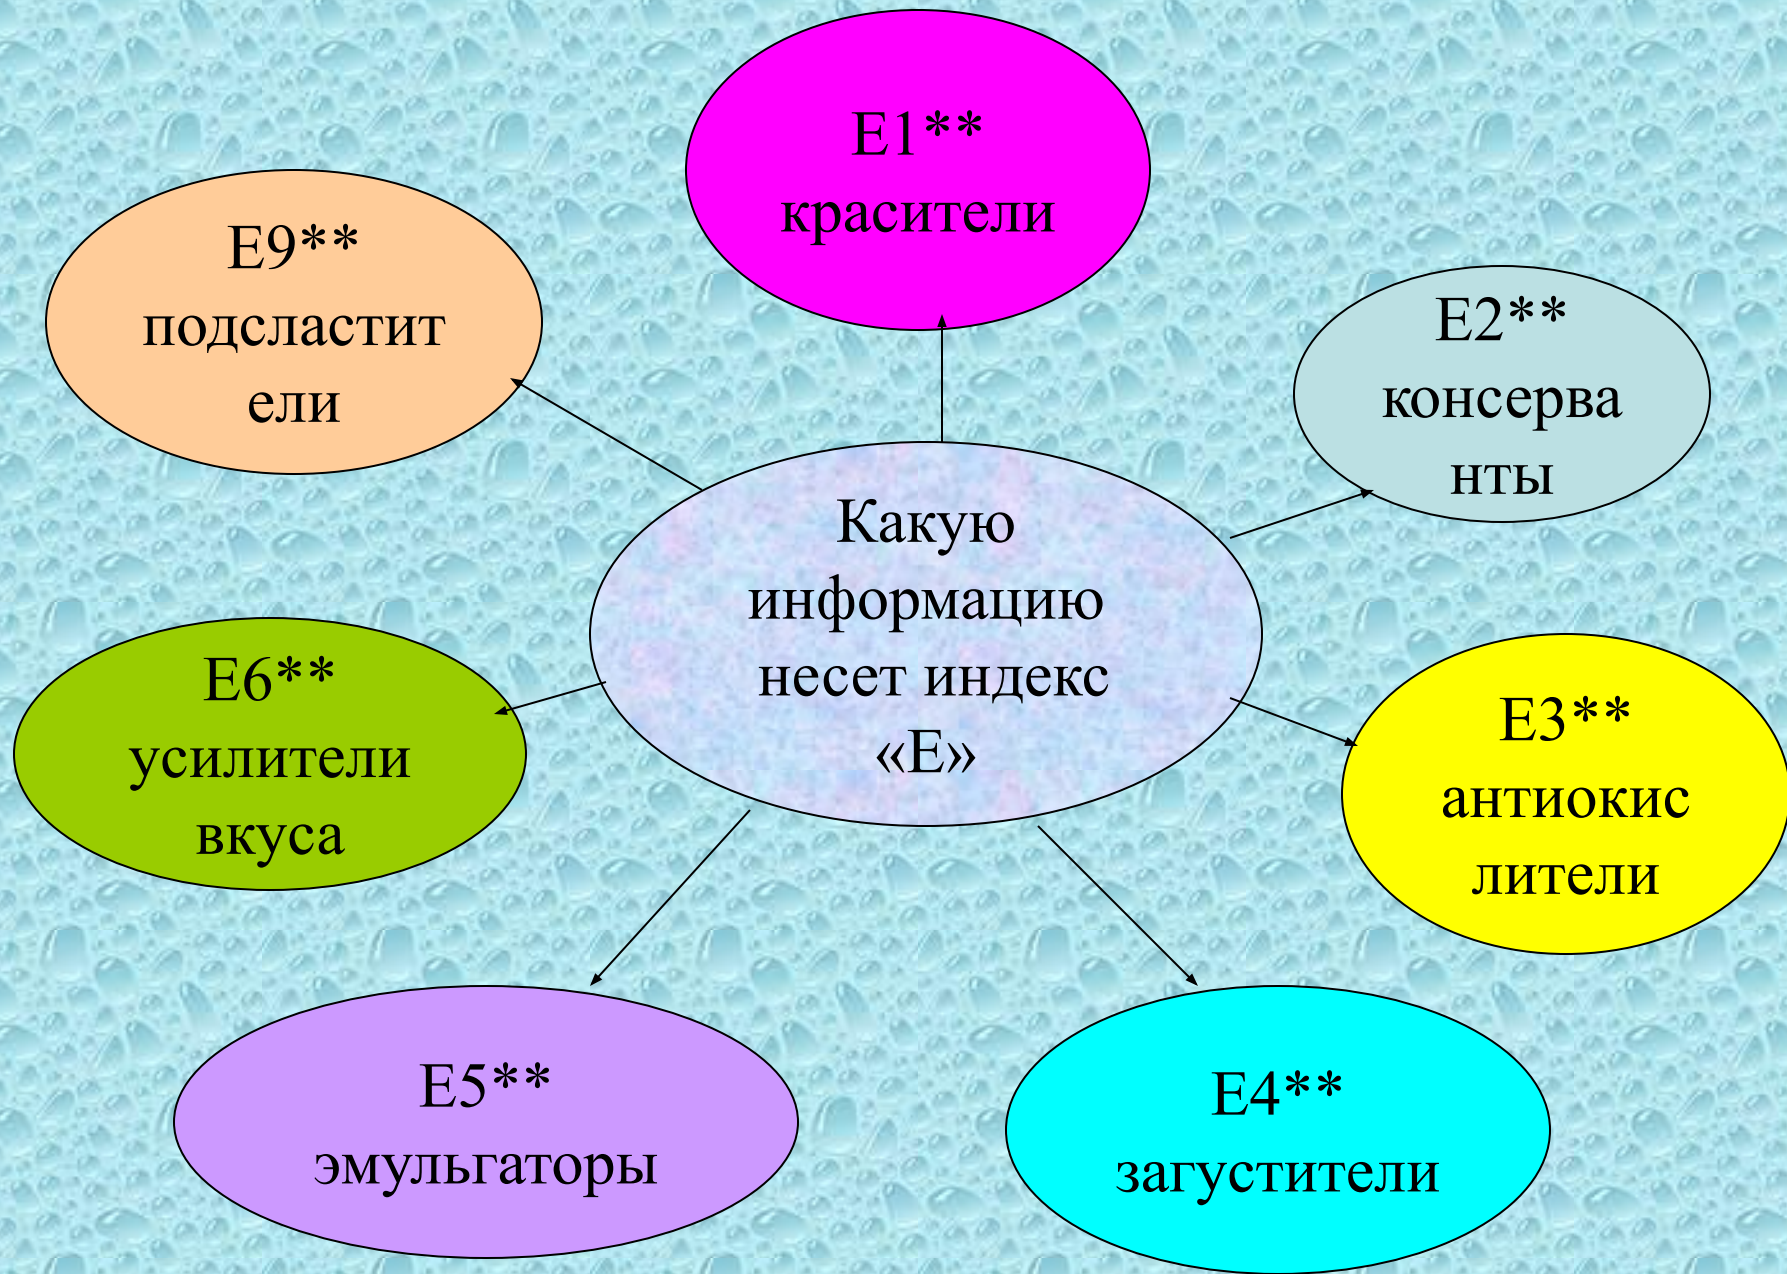 Е1**
красители
Е9**
подсластит
ели
Е2**
консерва
нты
Какую
информацию
несет индекс
«Е»
Е6**
усилители
вкуса
Е3**
антиокис
лители
Е5**
эмульгаторы
Е4**
загустители